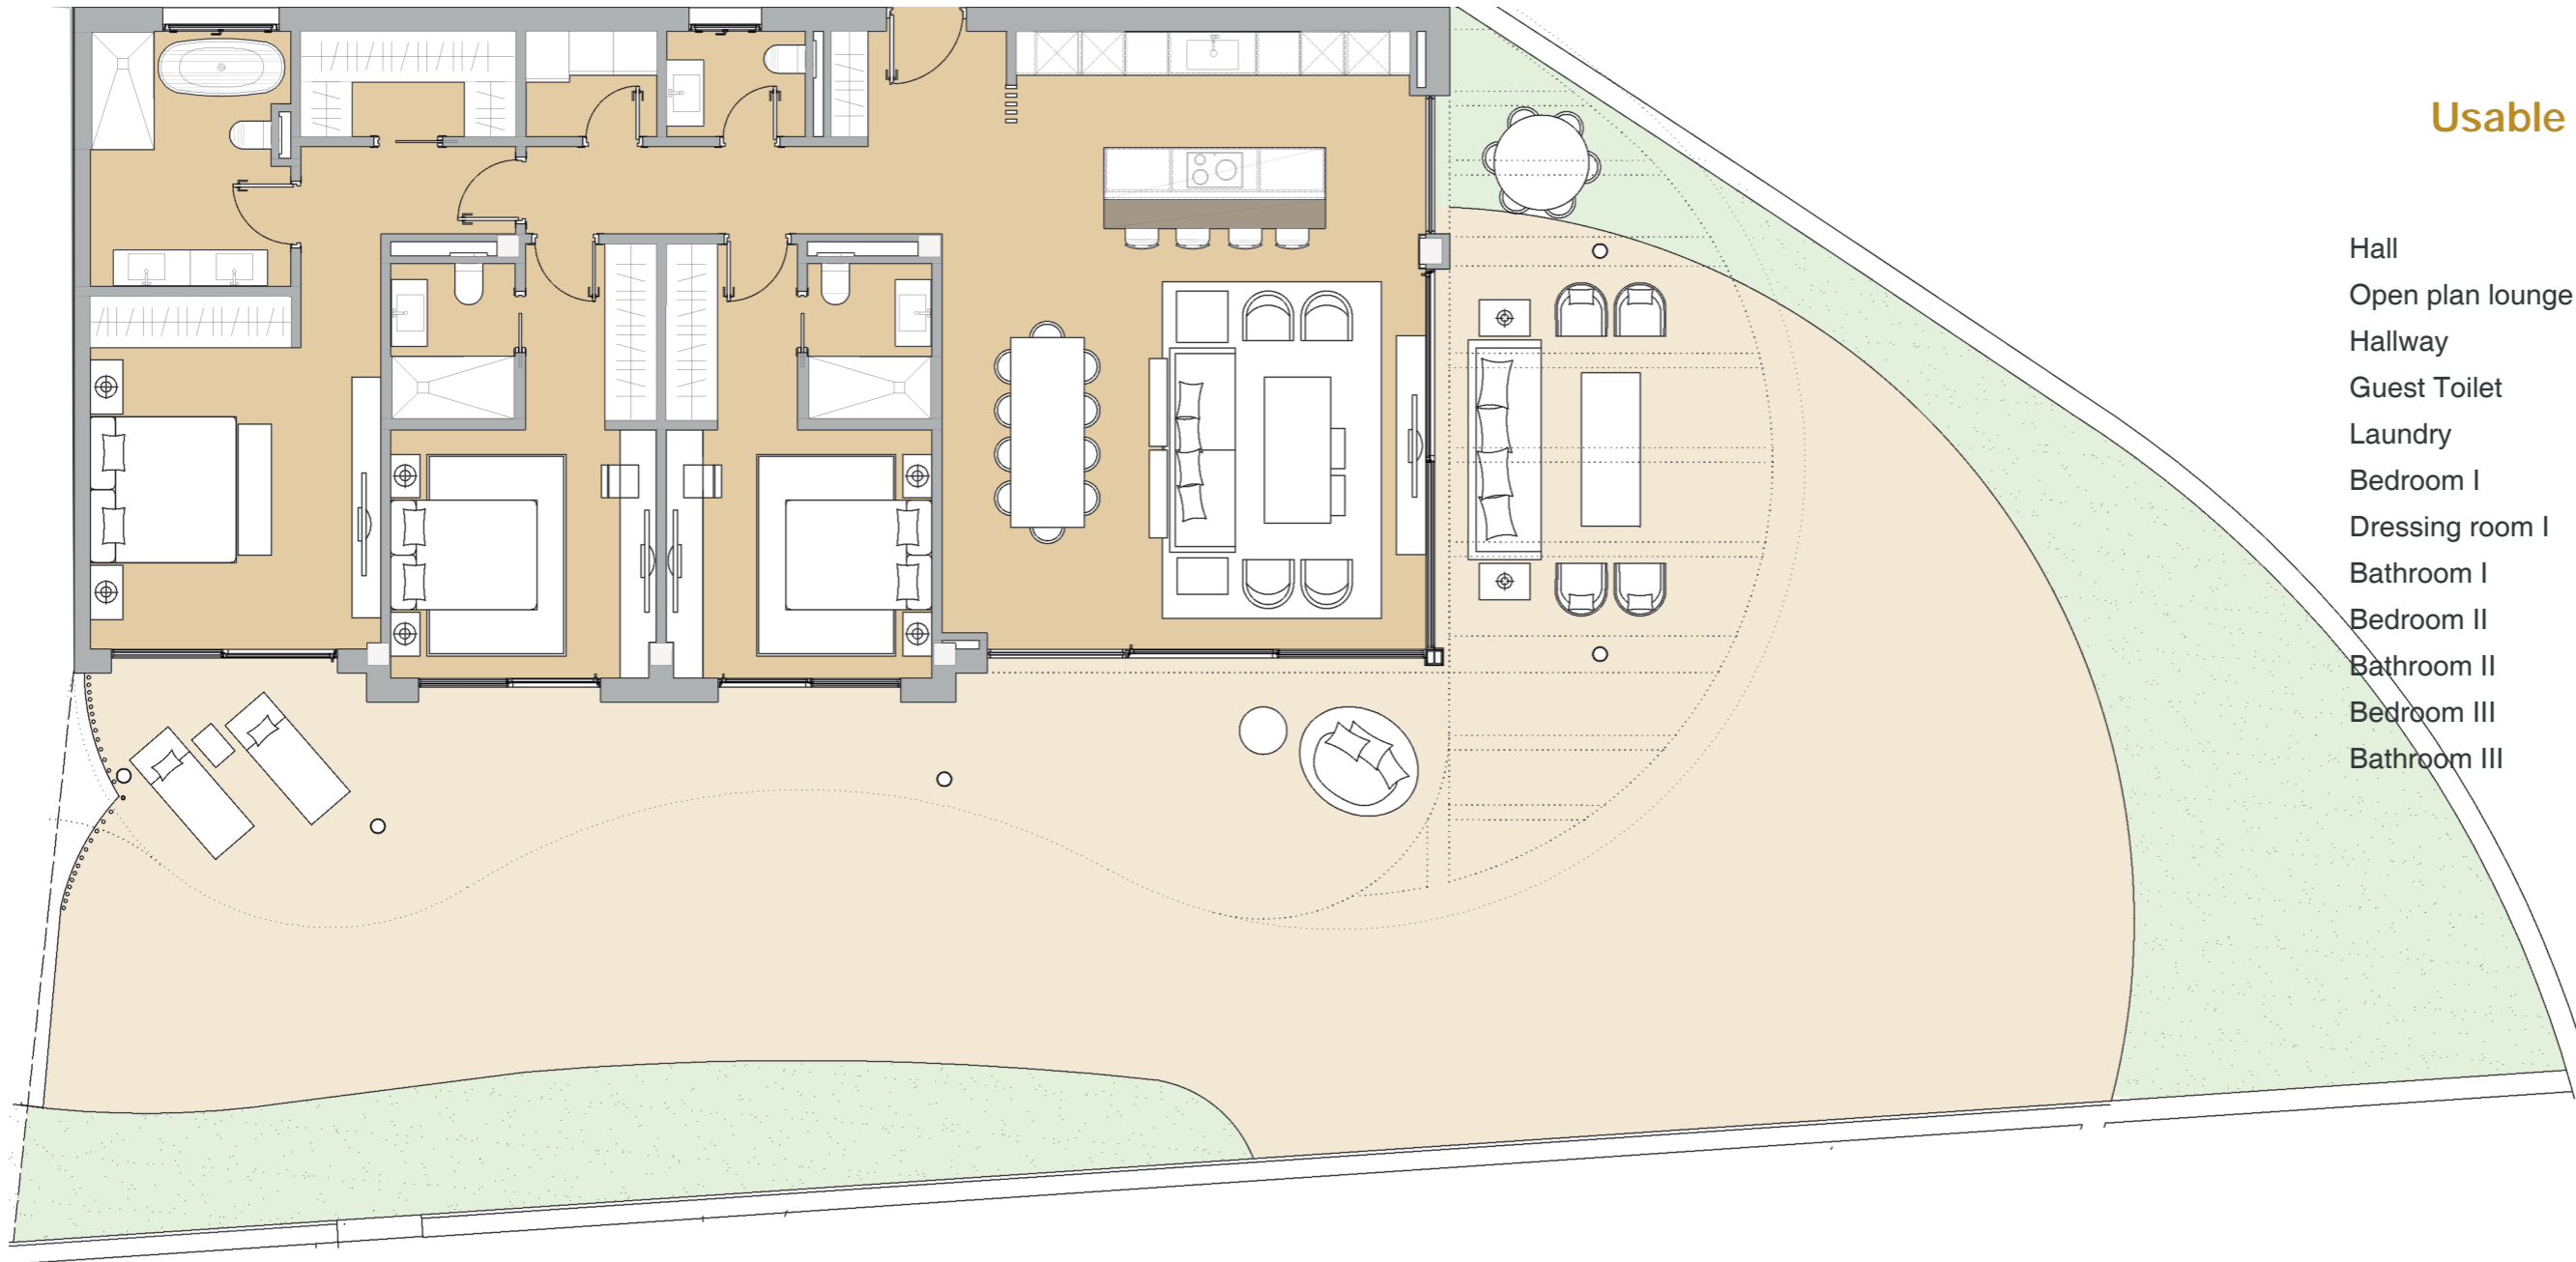 Usable
Hall
Open plan lounge
Hallway
Guest Toilet
Laundry
Bedroom I
Dressing room I
Bathroom I
Bedroom II
Bathroom II
Bedroom III
Bathroom III